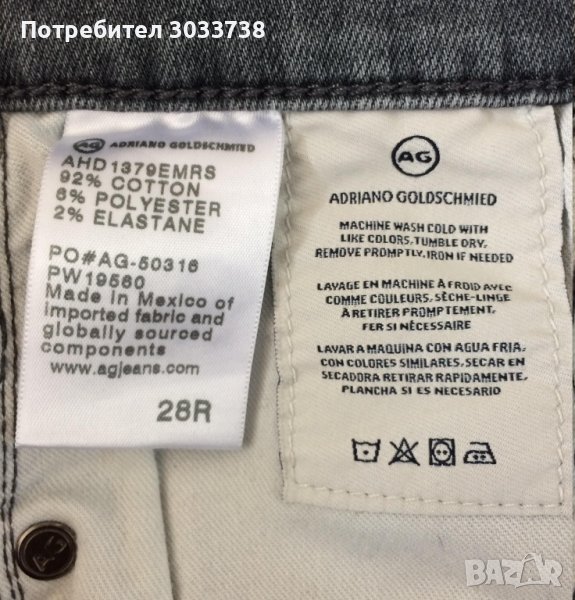 Потребител 3033738
AG ADRIANO GOLDSCHMIED
AHD1379EMRS
92% COTTON
6% POLYESTER
2% ELASTANE
PO#AG-50316
PW19560
Made in Mexico of
imported fabric and
globally sourced
components
www.agjeans.com
28R
AG
ADRIANO GOLDSCHMIED
MACHINE WASH COLD WITH
LIKE COLORS, TUMBLE DRY,
REMOVE PROMPTLY, IRON IF NEEDED
LAVAGE EN MACHINE À FROID AVEC
COMME COULEURS, SÈCHE-LINGE
À RETIRER PROMPTEMENT,
FER SI NÉCESSAIRE
LAVAR A MAQUINA CON AGUA FRIA,
CON COLORES SIMILARES, SECAR EN
SECADORA RETIRAR RAPIDAMENTE,
PLANCHA SI ES NECESARIO
AG
BAZAR